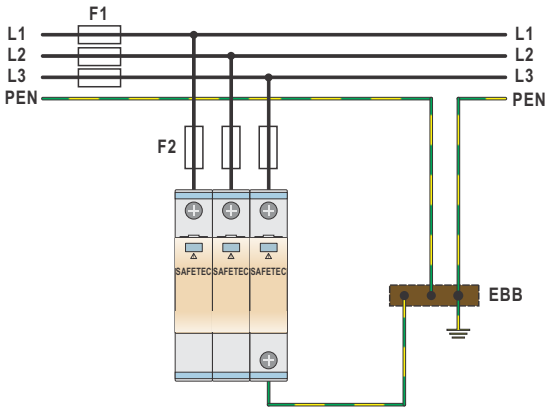 F1
L1 L1
L2 L2
L3 L3
PEN PEN
F2
SAFETEC SAFETEC SAFETEC
EBB